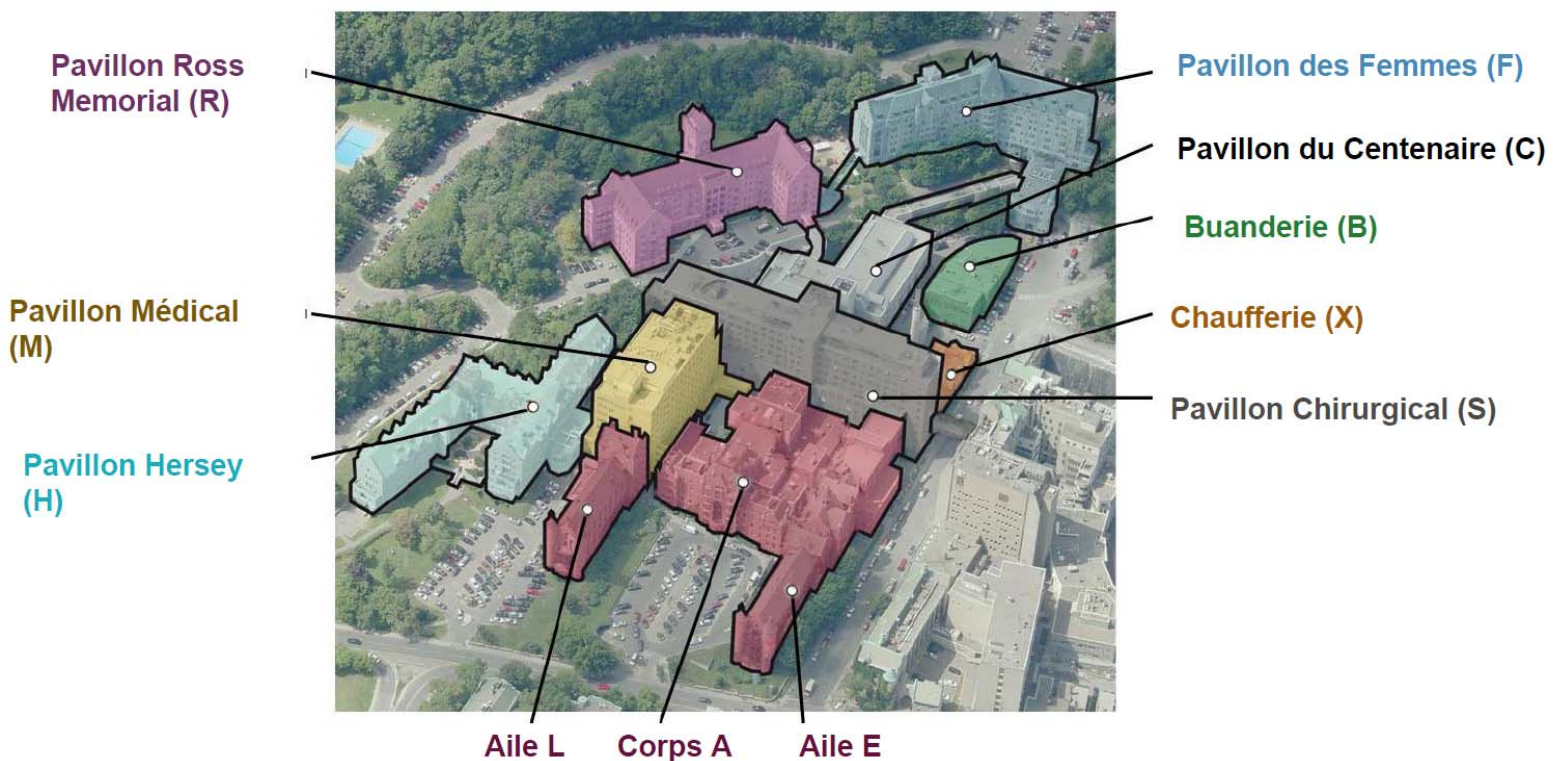 Pavillon Ross
Memorial (R)
Pavillon Médical
(M)
Pavillon Hersey
(H)
Pavillon des Femmes (F)
Pavillon du Centenaire (C)
Buanderie (B)
Chaufferie (X)
Pavillon Chirurgical (S)
Aile L
Corps A
Aile E